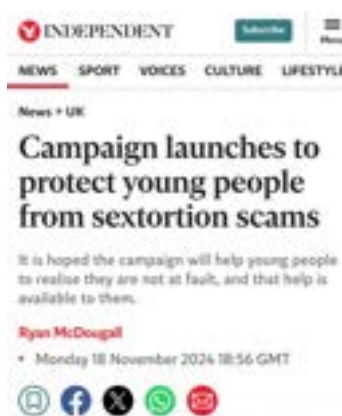 INDEPENDENT
Subscribe
Menu
NEWS SPORT VOICES CULTURE LIFESTYLE
News > UK
Campaign launches to
protect young people
from sextortion scams
It is hoped the campaign will help young people
to realise they are not at fault, and that help is
available to them.
Ryan McDougall
• Monday 18 November 2024 18:56 GMT